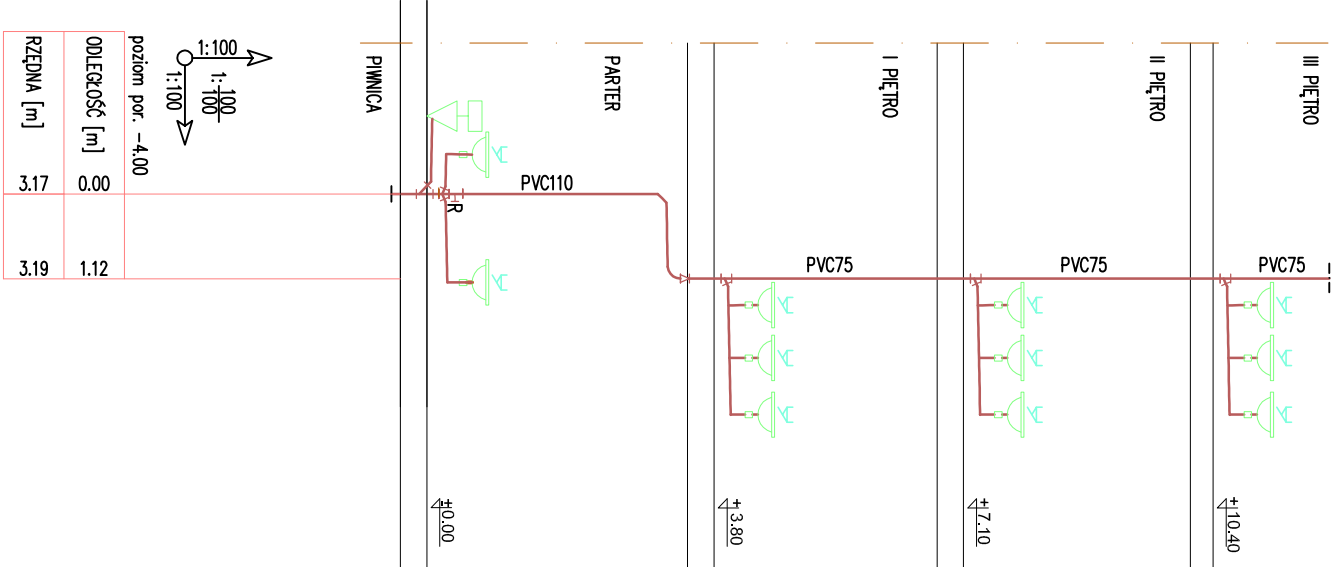 III PIĘTRO
II PIĘTRO
I PIĘTRO
PARTER
PIWNICA
PVC75
PVC75
PVC75
PVC110
R
+10.40
+7.10
+3.80
±0.00
1:100
1:100
1:100/100
poziom por. -4.00
ODLEGŁOŚĆ [m]
0.00
1.12
RZĘDNA [m]
3.17
3.19